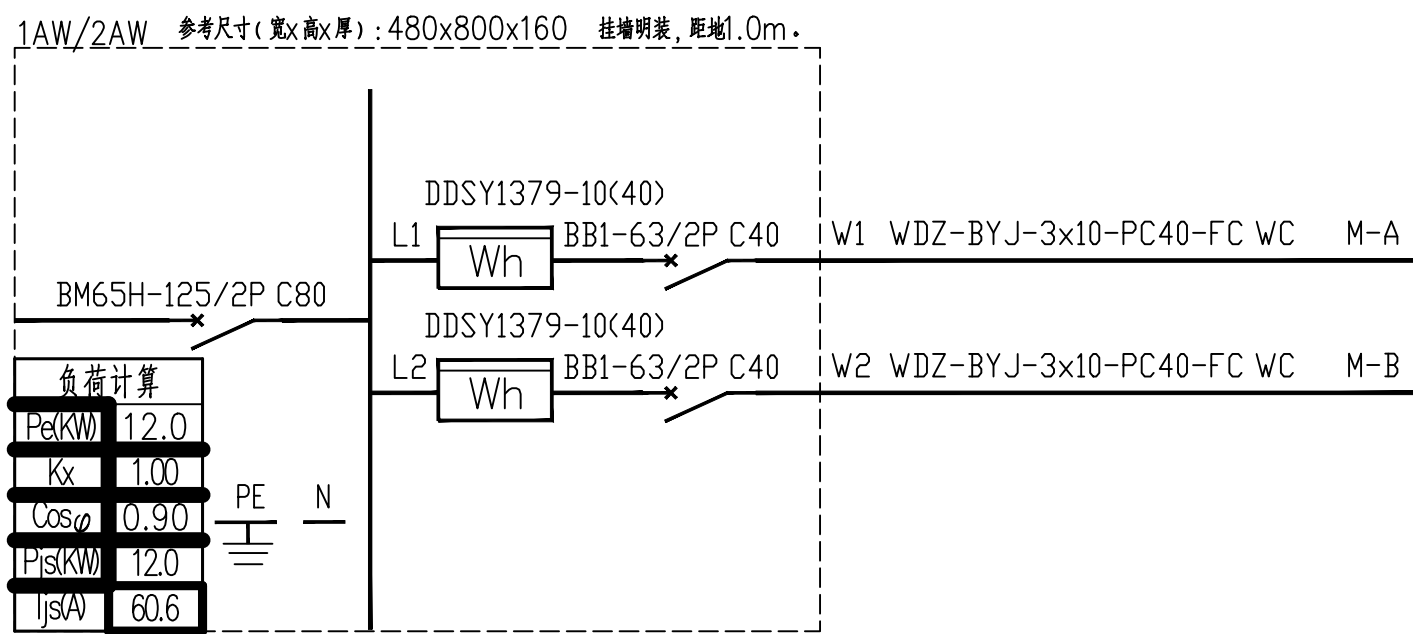 1AW/2AW 参考尺寸(宽x高x厚):480x800x160 挂墙明装,距地1.0m.
DDSY1379-10(40)
L1 Wh BB1-63/2P C40 W1 WDZ-BYJ-3x10-PC40-FC WC M-A
BM65H-125/2P C80
DDSY1379-10(40)
L2 Wh BB1-63/2P C40 W2 WDZ-BYJ-3x10-PC40-FC WC M-B
负荷计算
Pe(KW) 12.0
Kx 1.00
Cosφ 0.90
Pjs(KW) 12.0
Ijs(A) 60.6
PE N